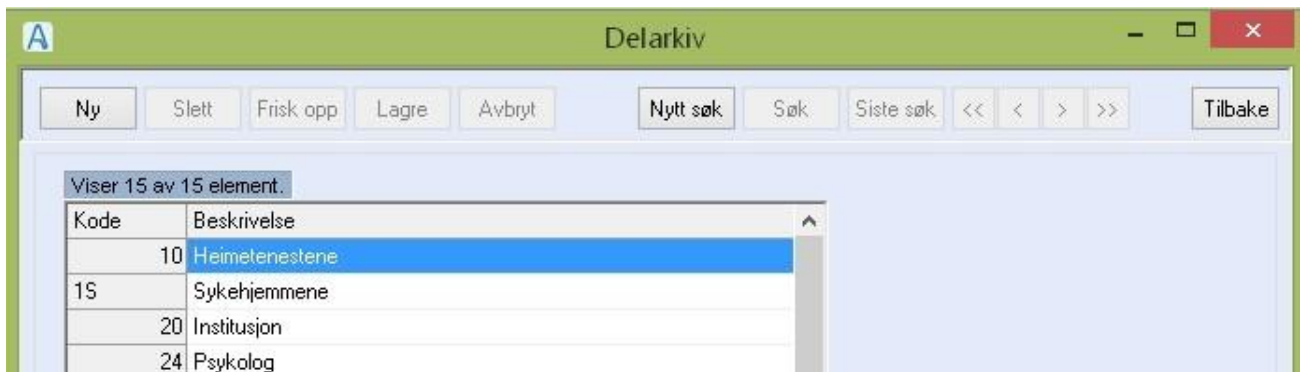 Delarkiv
Ny Slett Frisk opp Lagre Avbryt Nytt søk Søk Siste søk << < > >> Tilbake
Viser 15 av 15 element.
Kode Beskrivelse
10 Heimetenestene
1S Sykehjemmene
20 Institusjon
24 Psykolog